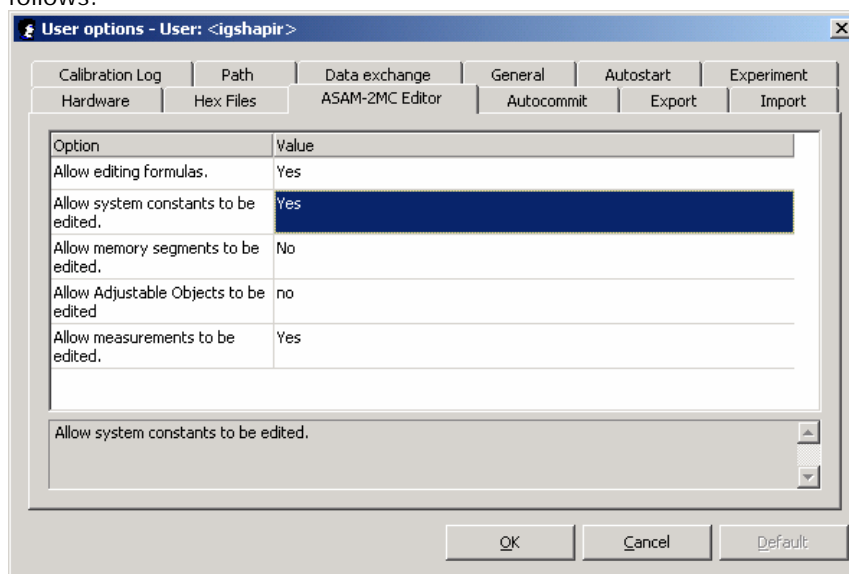 follows:
User options - User: <igshapir>
Calibration Log Path Data exchange General Autostart Experiment
Hardware Hex Files ASAM-2MC Editor Autocommit Export Import
Option Value
Allow editing formulas. Yes
Allow system constants to be Yes
edited.
Allow memory segments to be No
edited.
Allow Adjustable Objects to be no
edited
Allow measurements to be Yes
edited.
Allow system constants to be edited.
OK Cancel Default